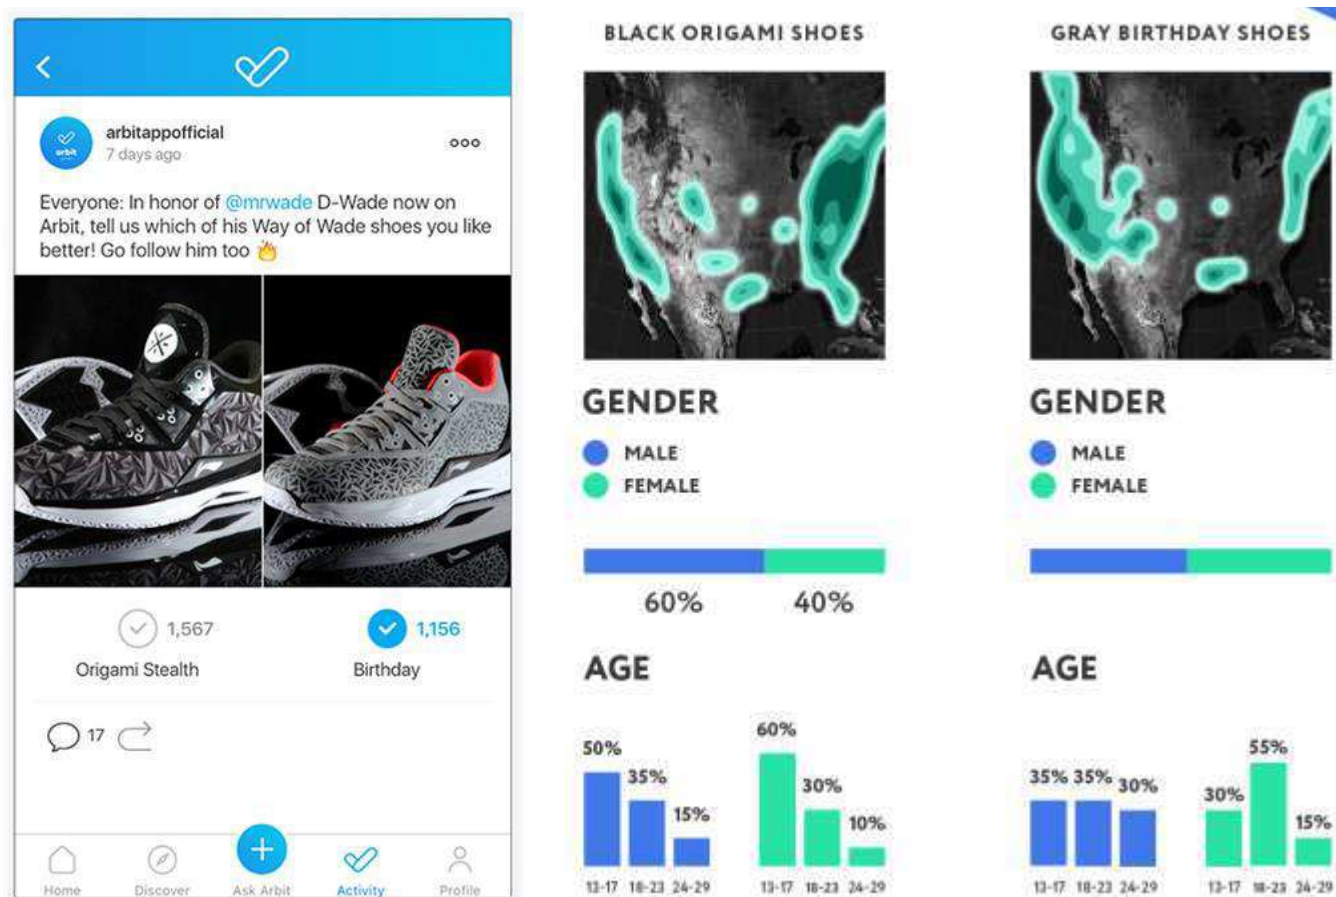 arbitappofficial
7 days ago
arbit
Everyone: In honor of @mrwade D-Wade now on
Arbit, tell us which of his Way of Wade shoes you like
better! Go follow him too
1,567
1,156
Origami Stealth
Birthday
17
Home
Discover
Ask Arbit
Activity
Profile
BLACK ORIGAMI SHOES
GENDER
MALE
FEMALE
60%
40%
AGE
50%
35%
15%
13-17 18-23 24-29
60%
30%
10%
13-17 18-23 24-29
GRAY BIRTHDAY SHOES
GENDER
MALE
FEMALE
AGE
35% 35% 30%
13-17 18-23 24-29
30%
55%
15%
13-17 18-23 24-29